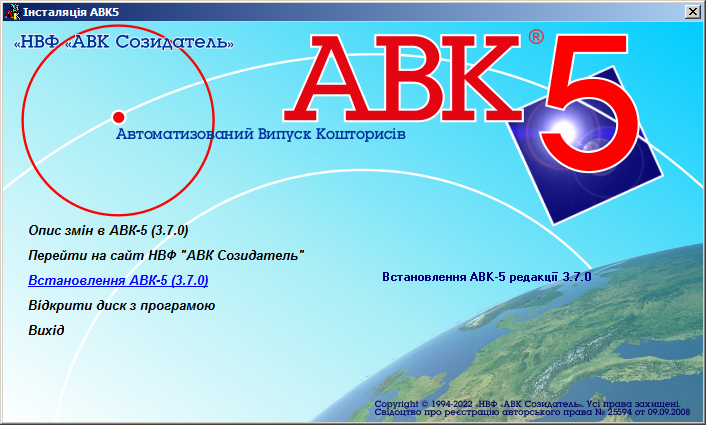 Інсталяція АВК5
«НВФ «АВК Созидатель»
АВК®5
Автоматизований Випуск Кошторисів
Опис змін в АВК-5 (3.7.0)
Перейти на сайт НВФ "АВК Созидатель"
Встановлення АВК-5 (3.7.0)
Встановлення АВК-5 редакції 3.7.0
Відкрити диск з програмою
Вихід
Copyright © 1994-2022 «НВФ «АВК Созидатель». Усі права захищені.
Свідоцтво про реєстрацію авторського права № 25594 от 09.09.2008